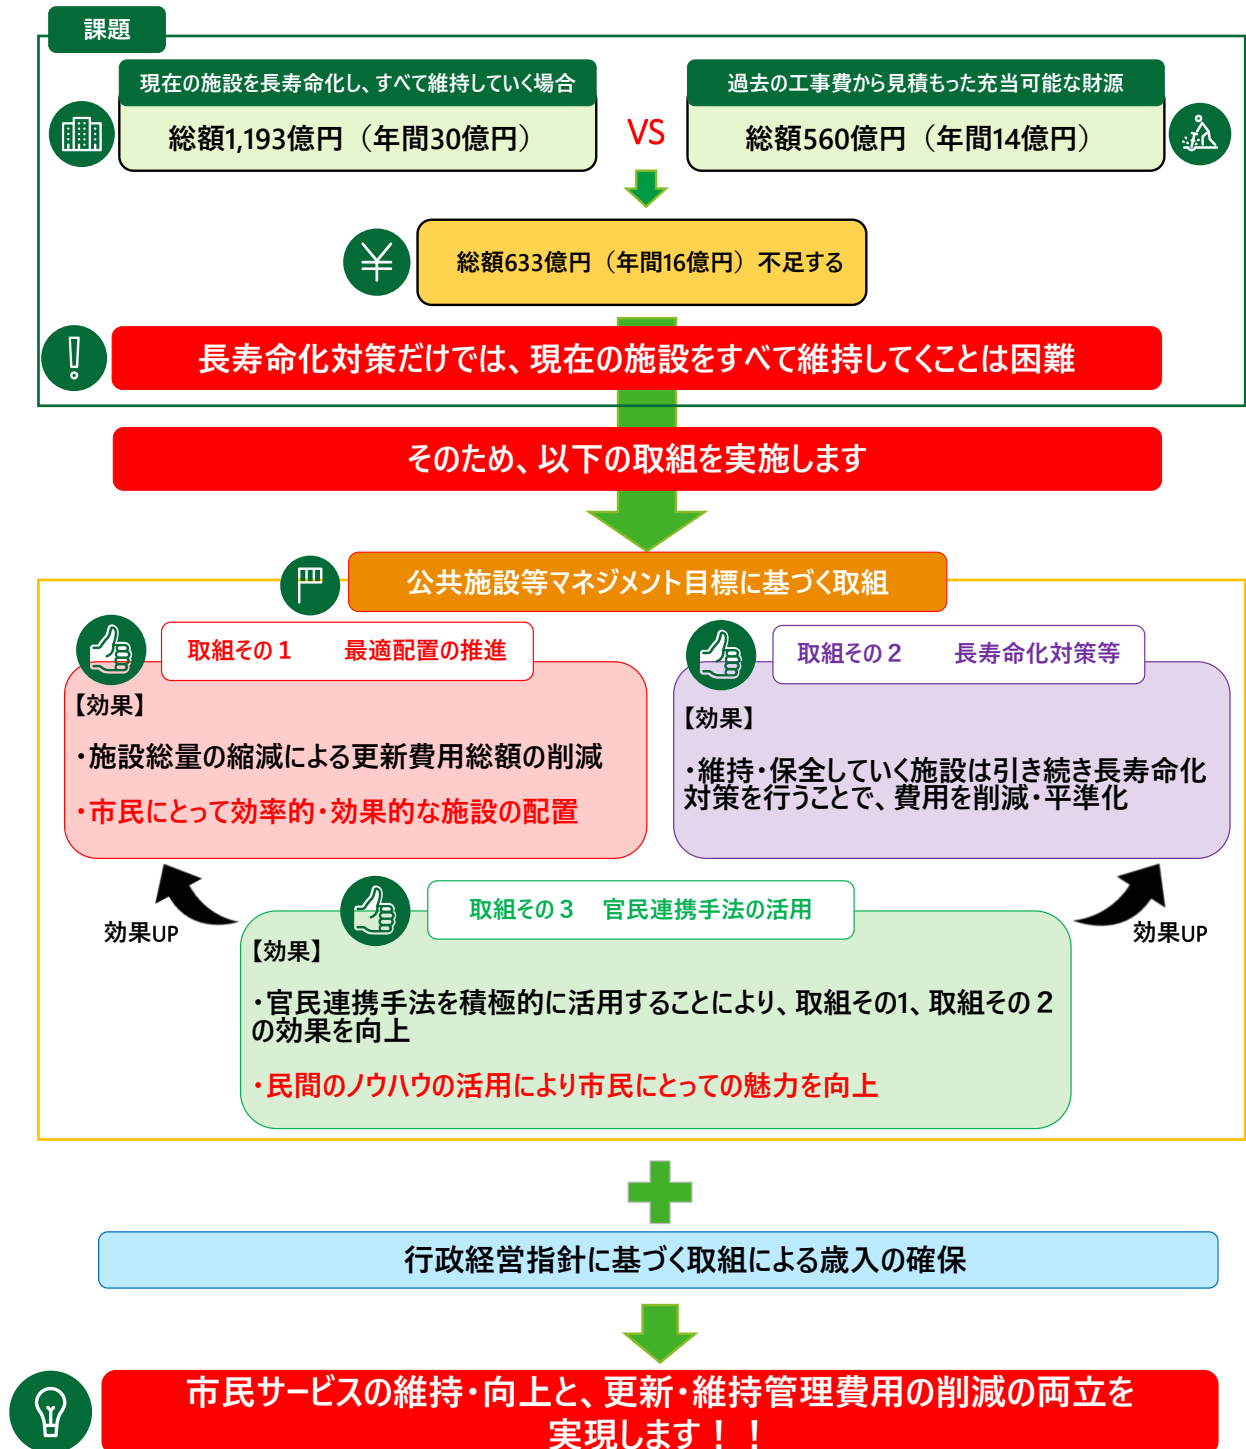 課題
現在の施設を長寿命化し、すべて維持していく場合
総額1,193億円（年間30億円）
VS
過去の工事費から見積もった充当可能な財源
総額560億円（年間14億円）
総額633億円（年間16億円）不足する
長寿命化対策だけでは、現在の施設をすべて維持してくことは困難
そのため、以下の取組を実施します
公共施設等マネジメント目標に基づく取組
取組その１　最適配置の推進
【効果】
・施設総量の縮減による更新費用総額の削減
・市民にとって効率的・効果的な施設の配置
取組その２　長寿命化対策等
【効果】
・維持・保全していく施設は引き続き長寿命化
対策を行うことで、費用を削減・平準化
効果UP
効果UP
取組その３　官民連携手法の活用
【効果】
・官民連携手法を積極的に活用することにより、取組その1、取組その２
の効果を向上
・民間のノウハウの活用により市民にとっての魅力を向上
行政経営指針に基づく取組による歳入の確保
市民サービスの維持・向上と、更新・維持管理費用の削減の両立を
実現します！！